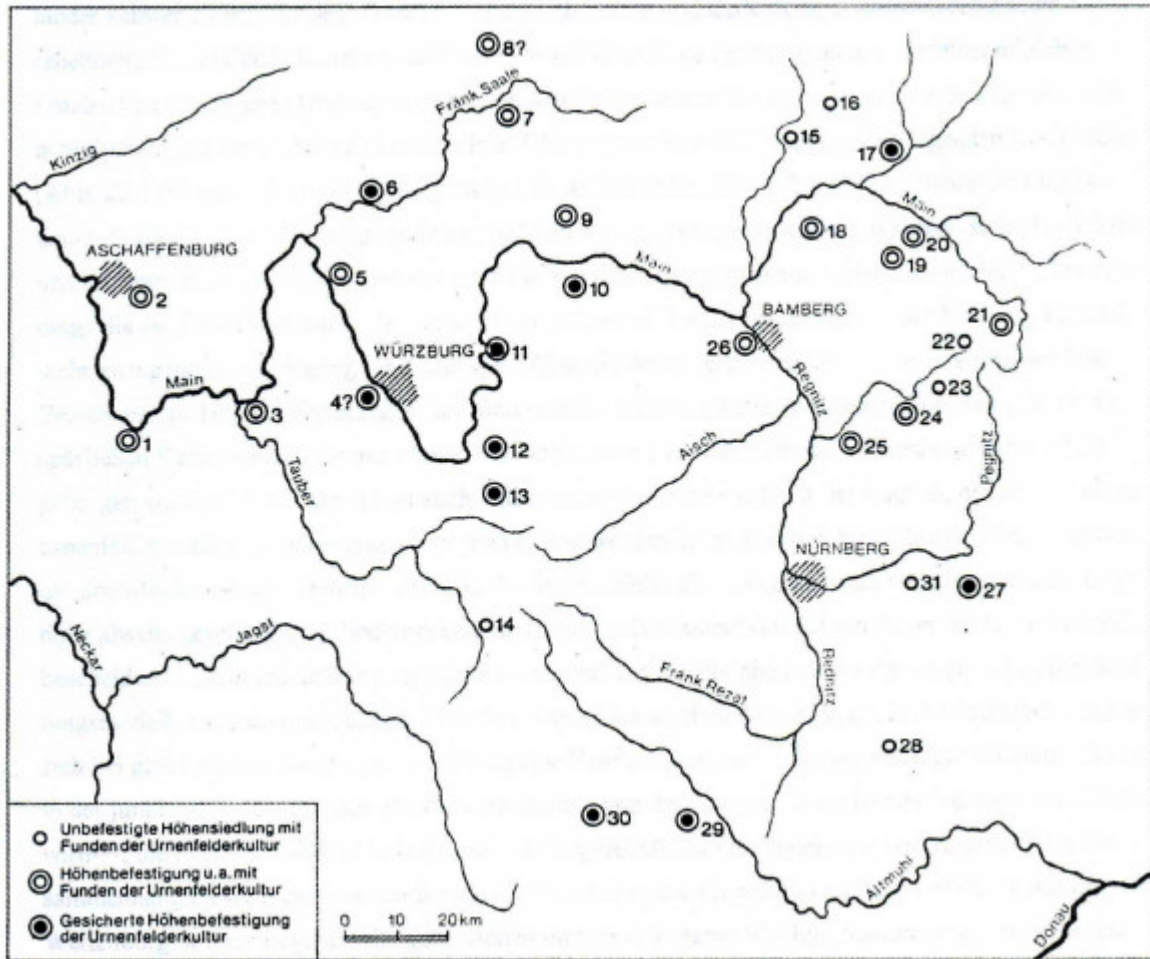 8?
Frank Saale
7
16
15
17
Kinzig
6
9
Main
18
20
19
ASCHAFFENBURG
5
Main
2
10
BAMBERG
21
22
26
WÜRZBURG
11
Main
4?
Regnitz
23
3
24
1
12
Aisch
25
Pegnitz
Tauber
13
NÜRNBERG
31
27
Neckar
Jagst
14
Frank Rezat
Rednitz
28
30
29
Altmühl
Donau
Unbefestigte Höhensiedlung mit
Funden der Urnenfelderkultur
Höhenbefestigung u.a. mit
Funden der Urnenfelderkultur
Gesicherte Höhenbefestigung
der Urnenfelderkultur
0 10 20 km